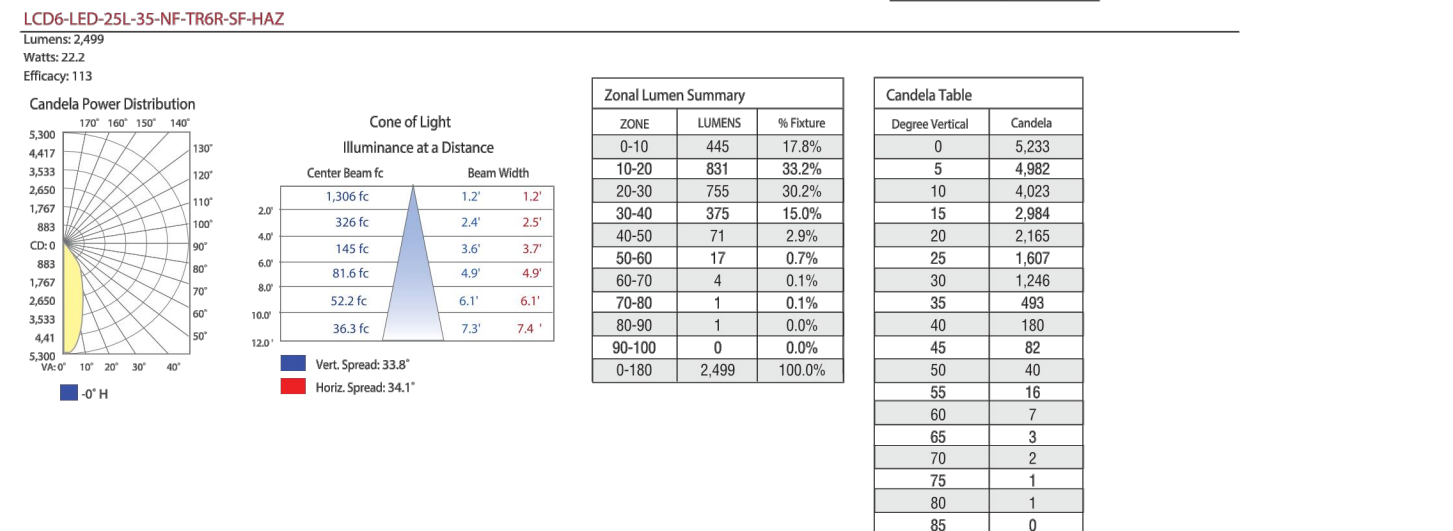 LCD6-LED-25L-35-NF-TR6R-SF-HAZ
Lumens: 2,499
Watts: 22.2
Efficacy: 113
Candela Power Distribution
170° 160° 150° 140°
5,300
4,417
3,533
2,650
1,767
883
CD: 0
883
1,767
2,650
3,533
4,41
5,300
130°
120°
110°
100°
90°
80°
70°
60°
50°
VA: 0° 10° 20° 30° 40°
-0° H
Cone of Light
Illuminance at a Distance
Center Beam fc Beam Width
1,306 fc 1.2' 1.2'
2.0'
326 fc 2.4' 2.5'
4.0'
145 fc 3.6' 3.7'
6.0'
81.6 fc 4.9' 4.9'
8.0'
52.2 fc 6.1' 6.1'
10.0'
36.3 fc 7.3' 7.4 '
12.0 '
Vert. Spread: 33.8°
Horiz. Spread: 34.1°
Zonal Lumen Summary
ZONE LUMENS % Fixture
0-10 445 17.8%
10-20 831 33.2%
20-30 755 30.2%
30-40 375 15.0%
40-50 71 2.9%
50-60 17 0.7%
60-70 4 0.1%
70-80 1 0.1%
80-90 1 0.0%
90-100 0 0.0%
0-180 2,499 100.0%
Candela Table
Degree Vertical Candela
0 5,233
5 4,982
10 4,023
15 2,984
20 2,165
25 1,607
30 1,246
35 493
40 180
45 82
50 40
55 16
60 7
65 3
70 2
75 1
80 1
85 0